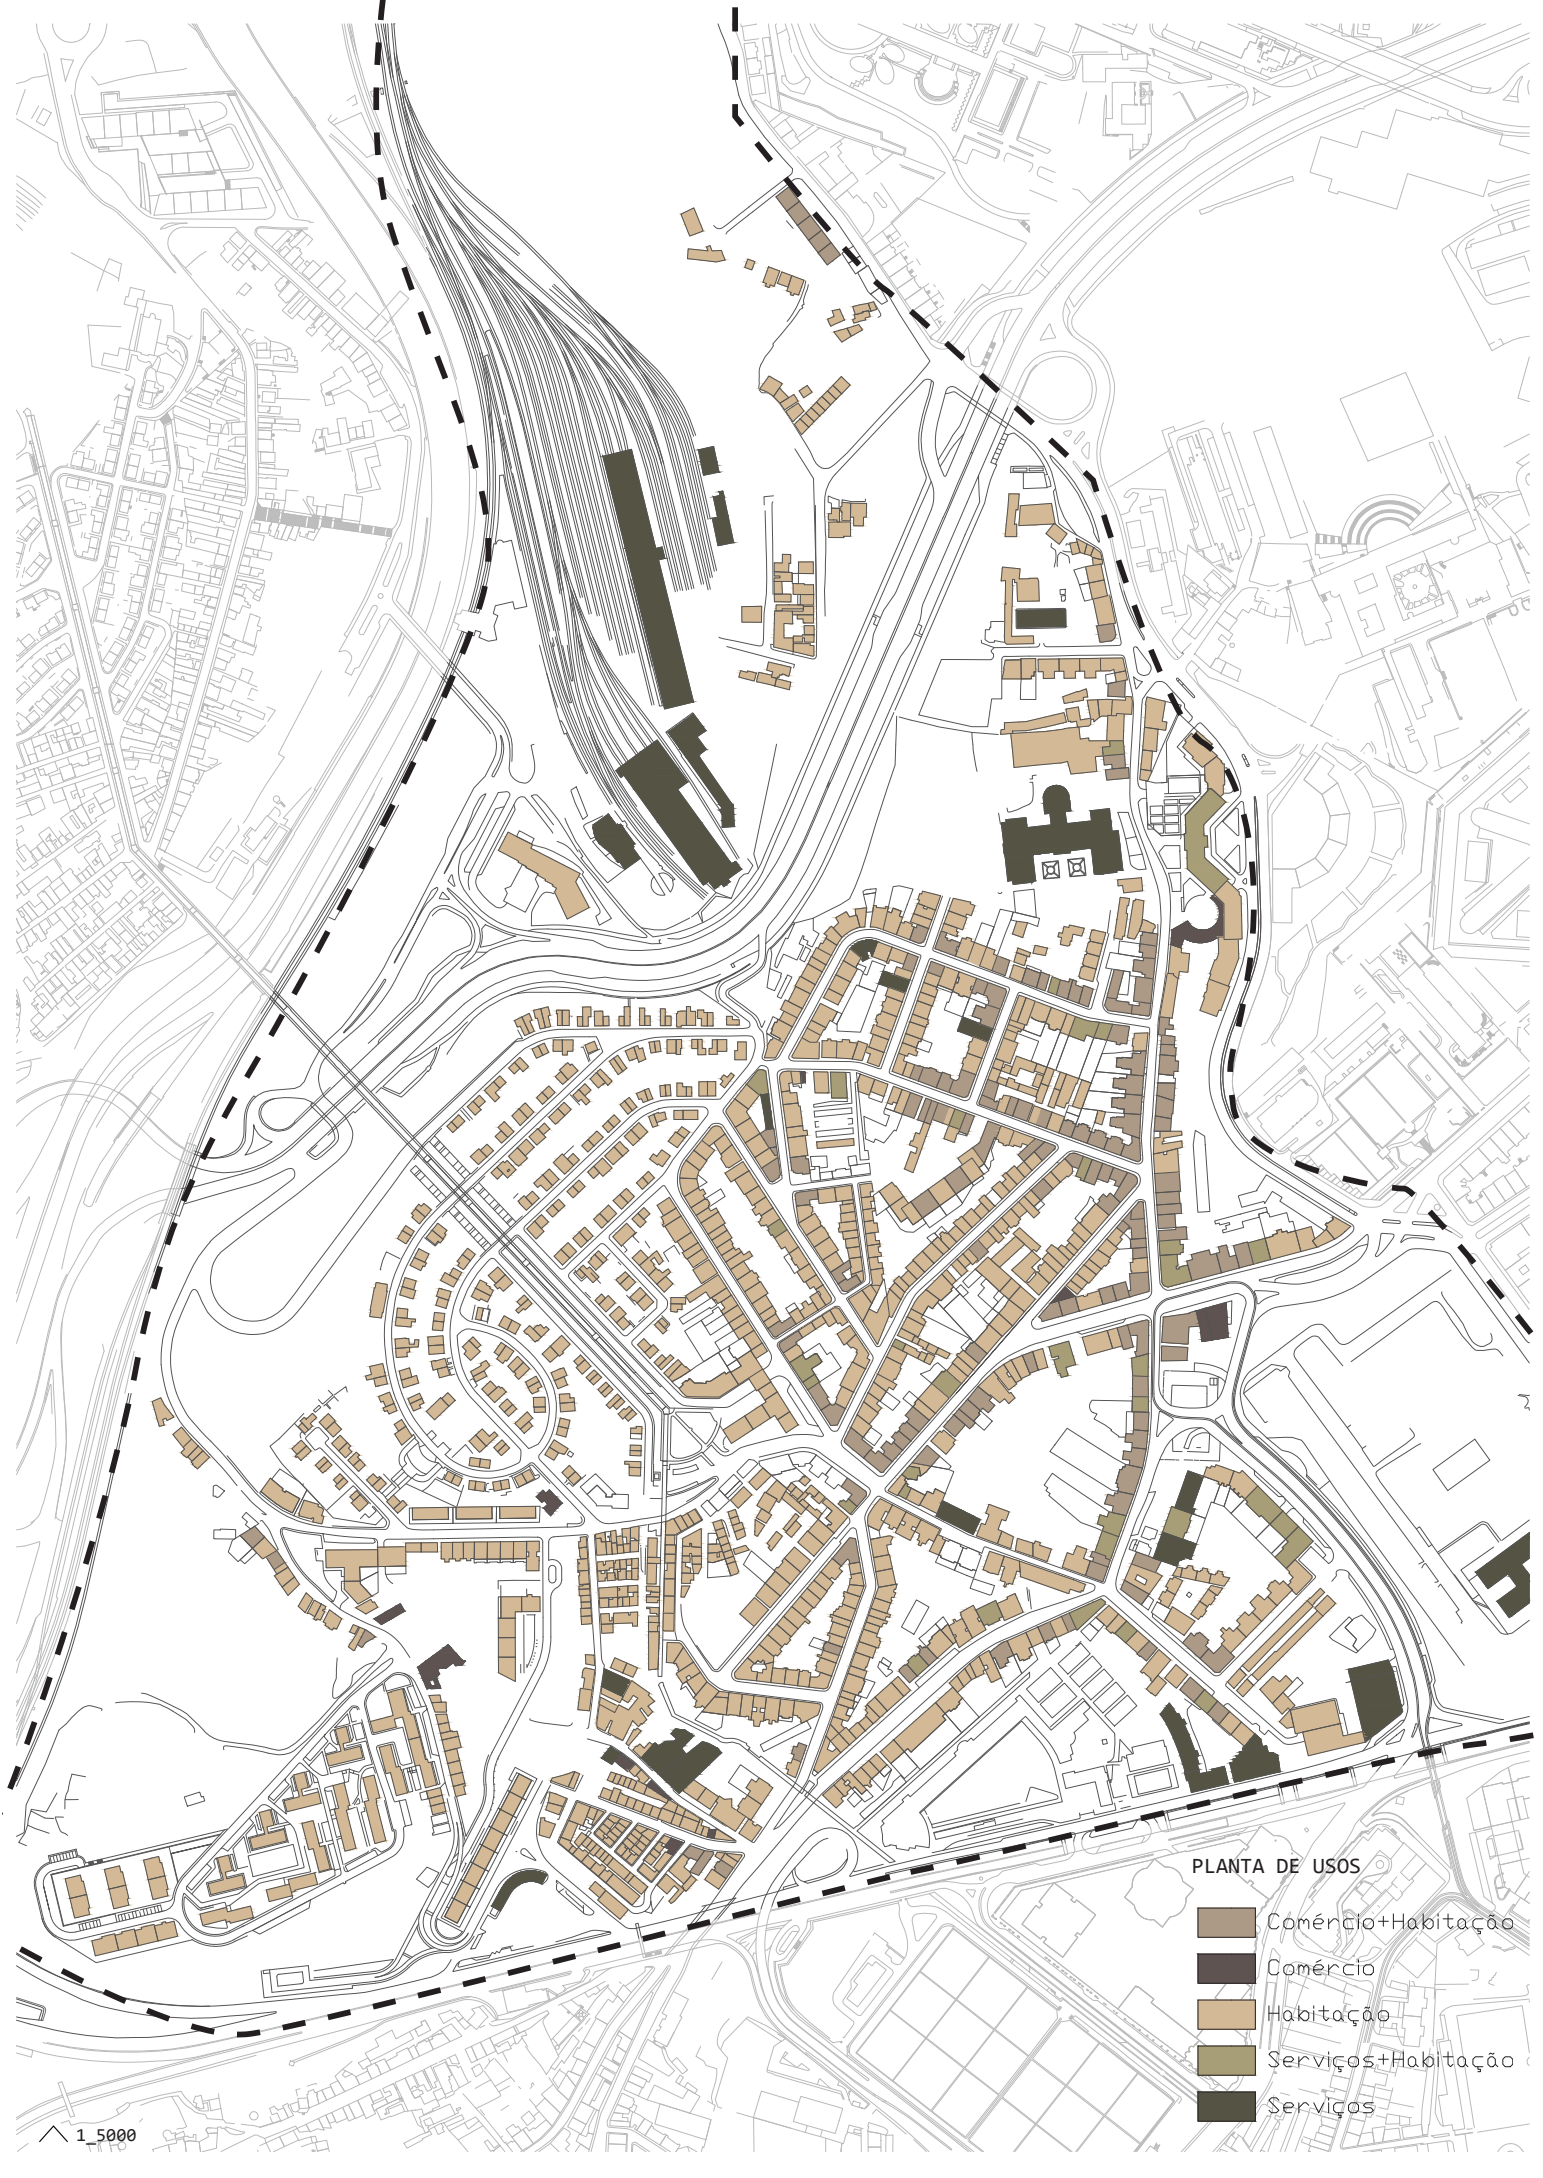 PLANTA DE USOS
Comércio+Habitação
Comércio
Habitação
Serviços+Habitação
Serviços
1_5000